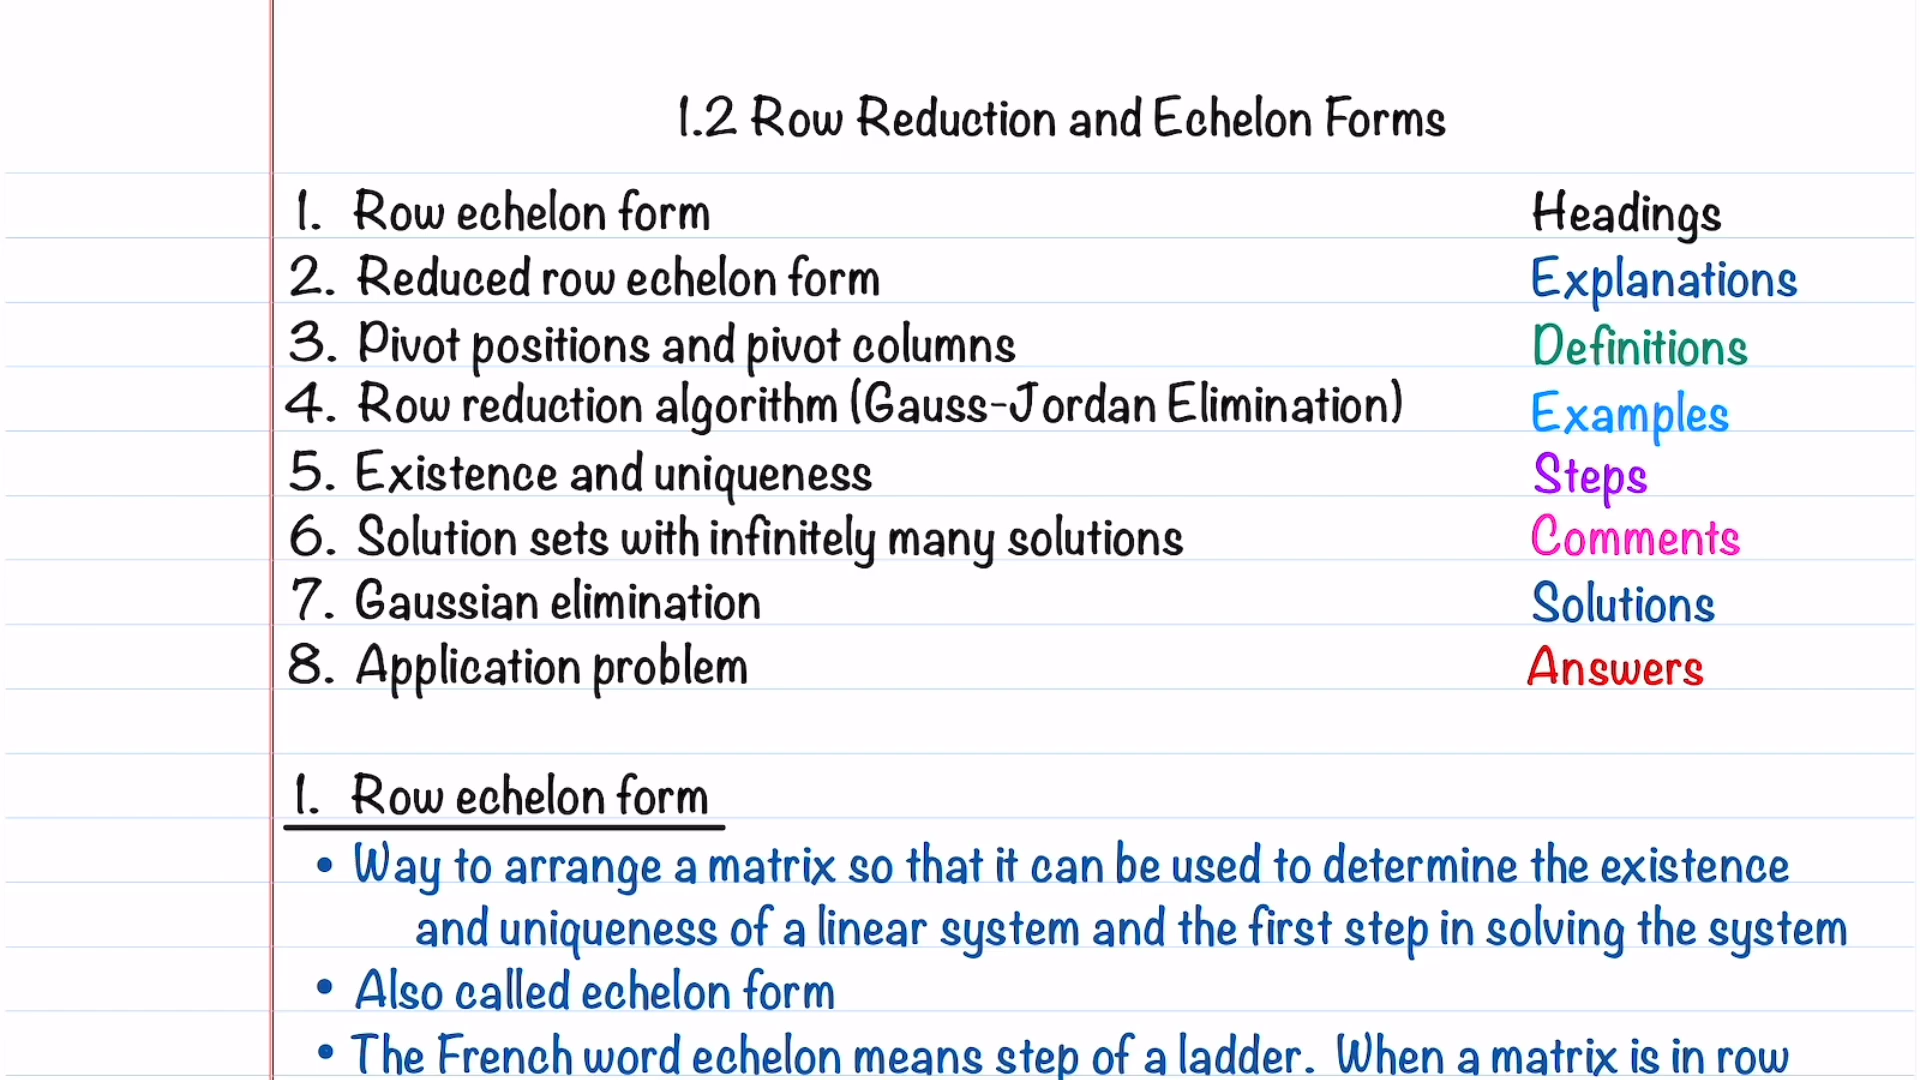 1.2 Row Reduction and Echelon Forms
1. Row echelon form
2. Reduced row echelon form
3. Pivot positions and pivot columns
4. Row reduction algorithm (Gauss-Jordan Elimination)
5. Existence and uniqueness
6. Solution sets with infinitely many solutions
7. Gaussian elimination
8. Application problem
Headings
Explanations
Definitions
Examples
Steps
Comments
Solutions
Answers
1. Row echelon form
• Way to arrange a matrix so that it can be used to determine the existence
and uniqueness of a linear system and the first step in solving the system
• Also called echelon form
• The French word echelon means step of a ladder. When a matrix is in row